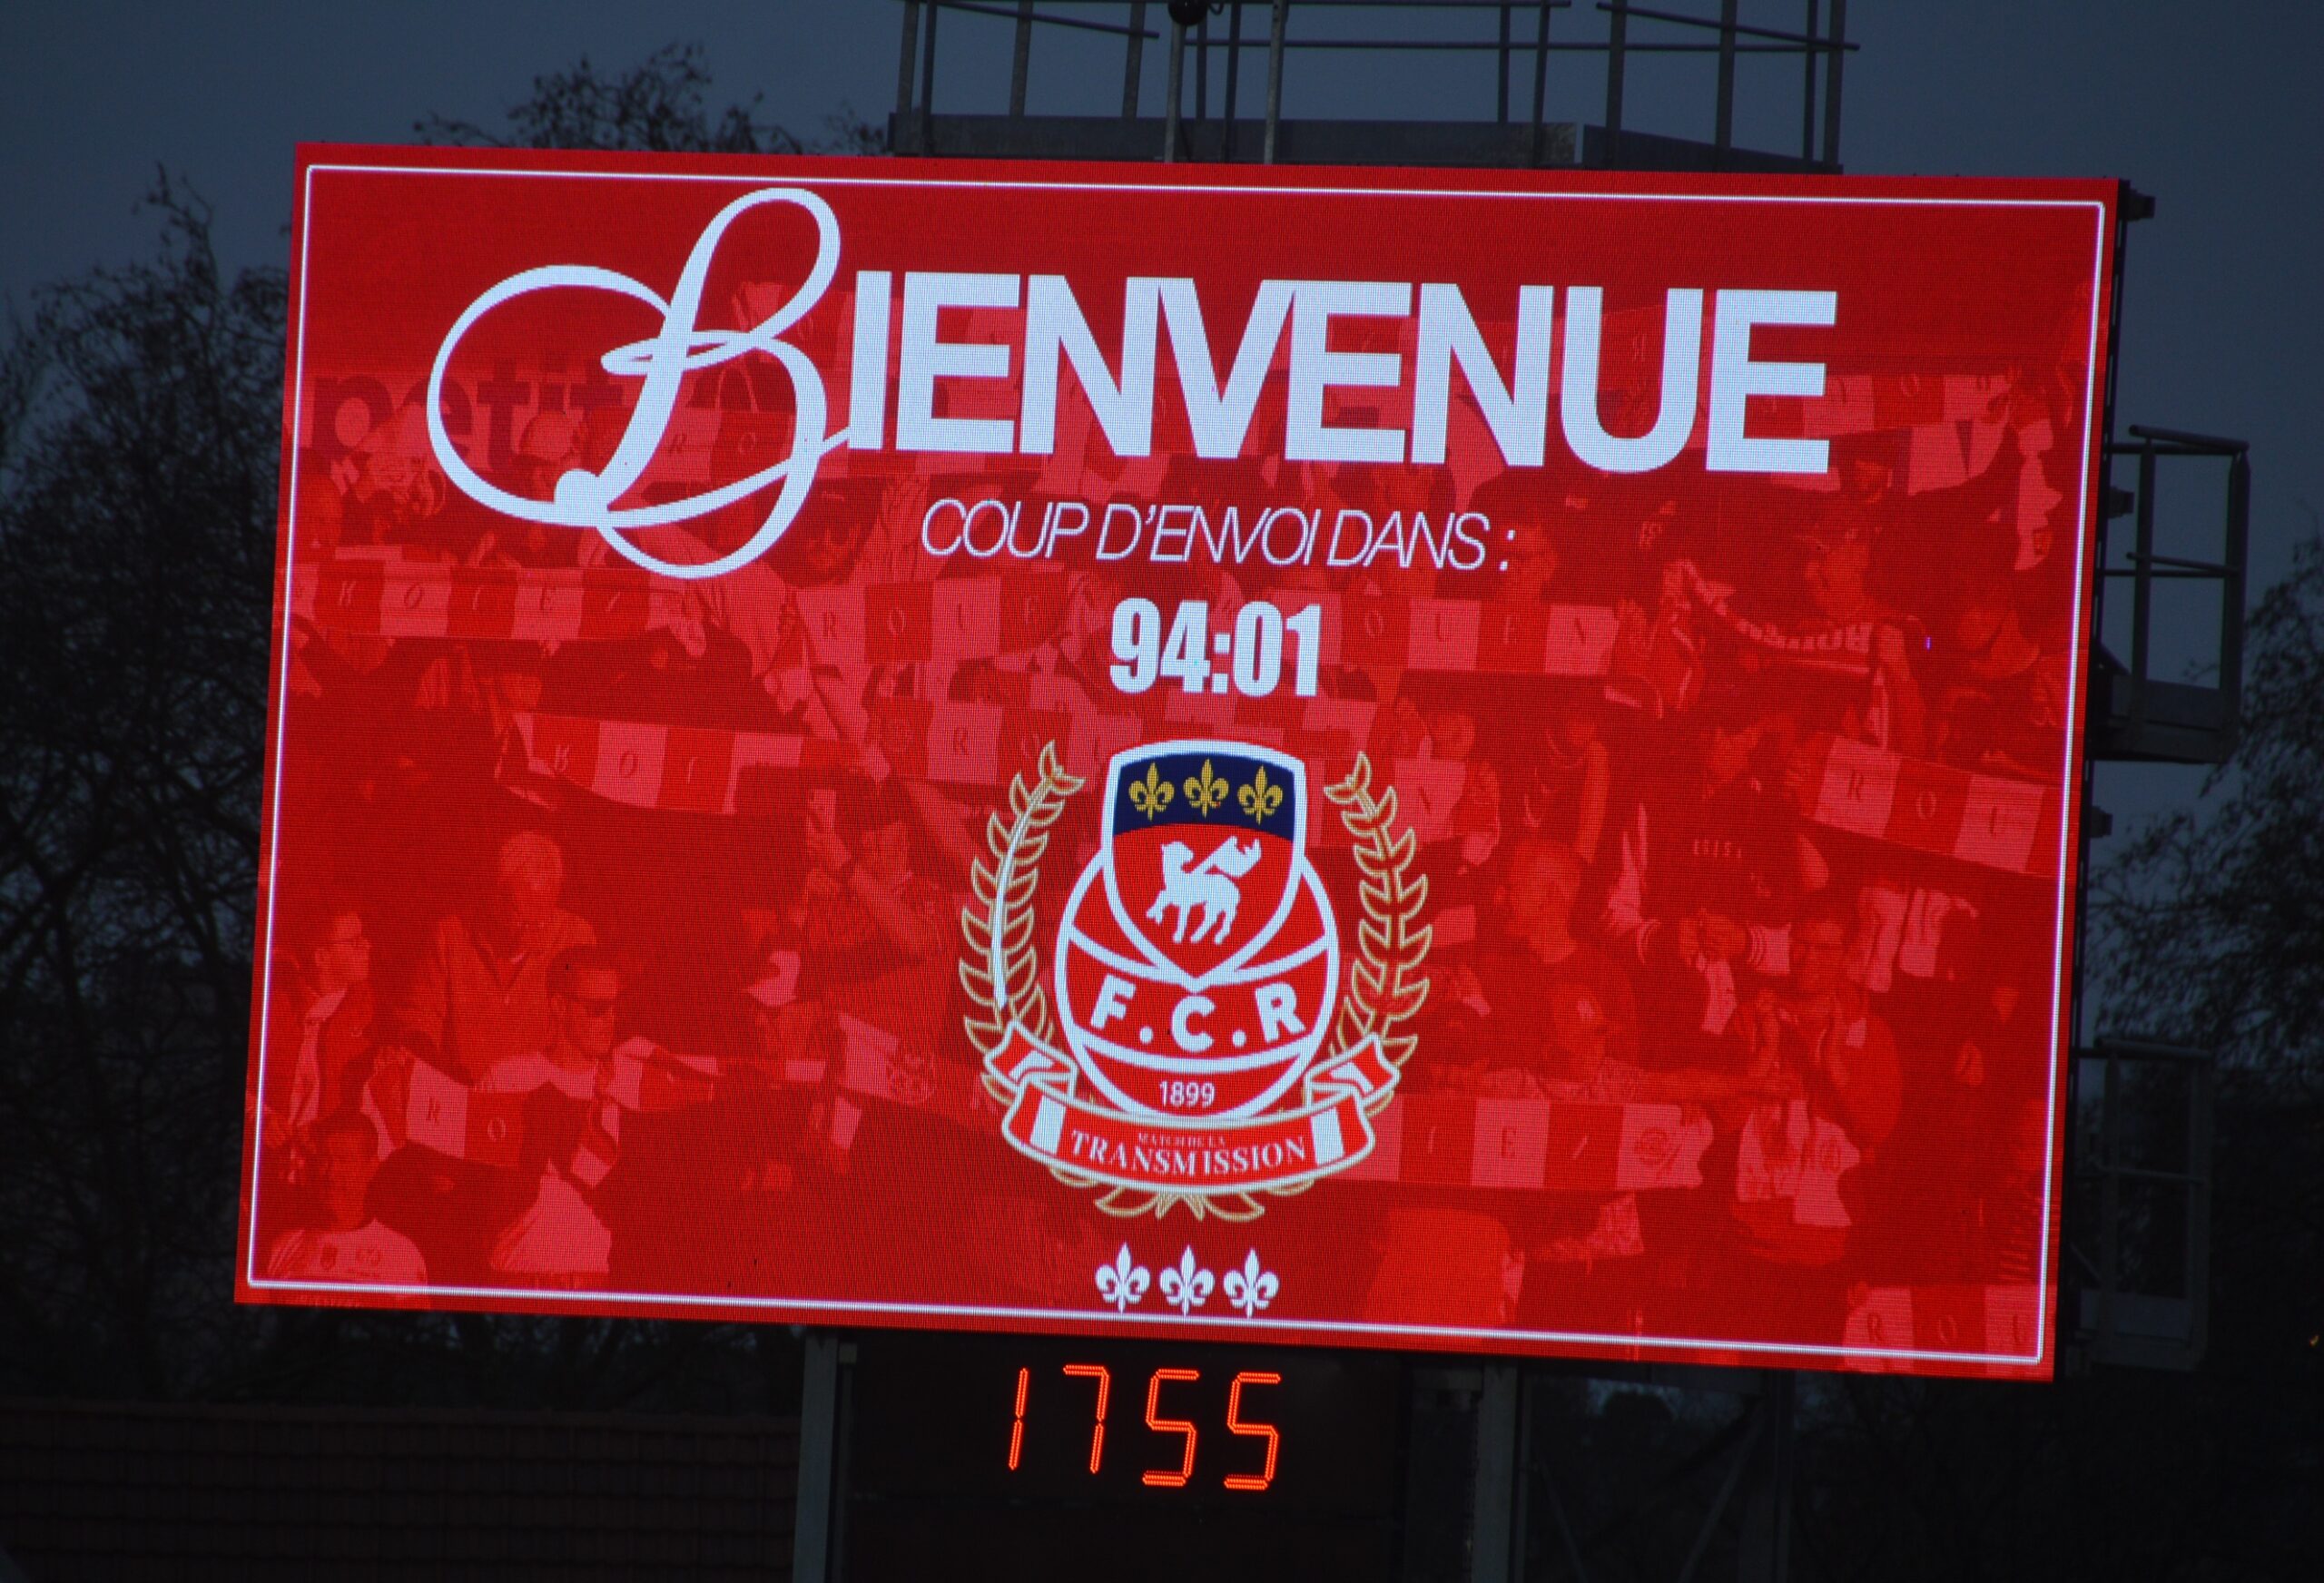 BIENVENUE
COUP D'ENVOI DANS :
94:01
F.C.R
1899
MATCH DE LA
TRANSMISSION
1755